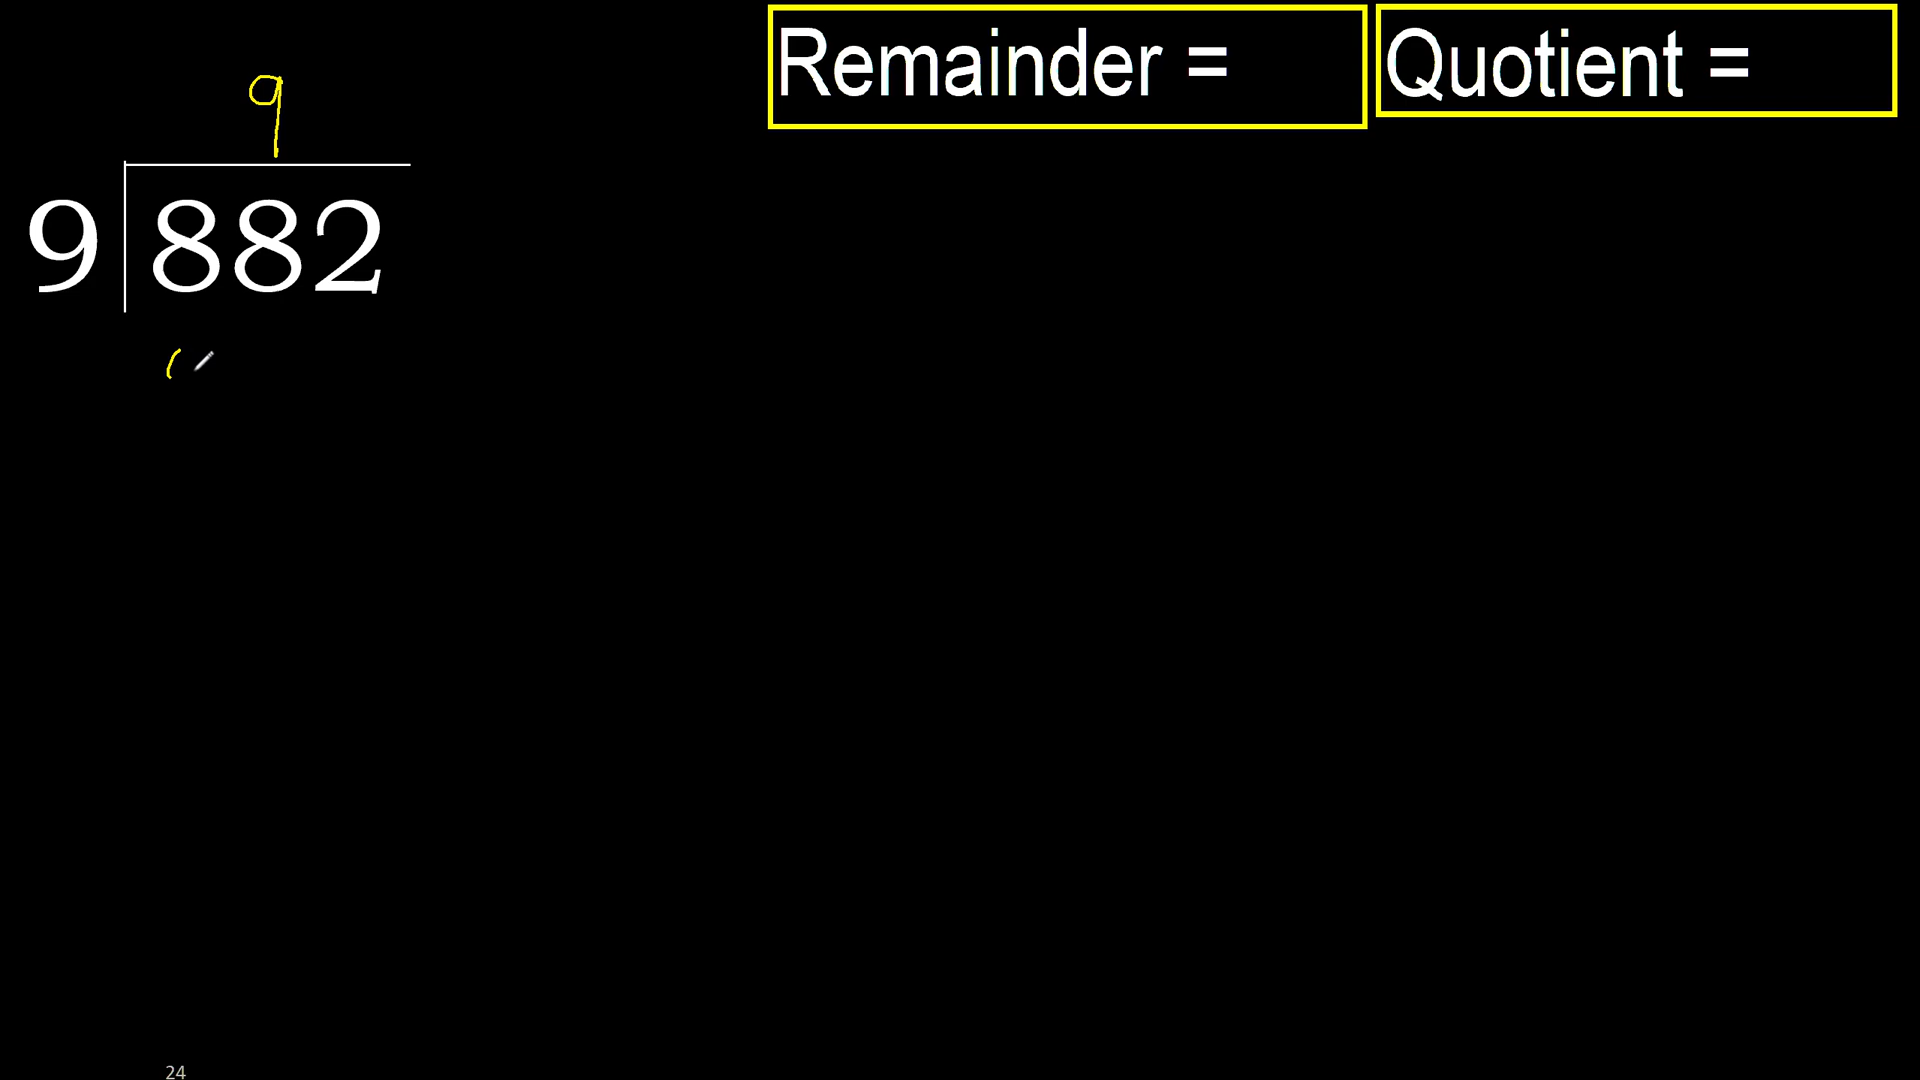 Remainder =
Quotient =
9
9 882
24